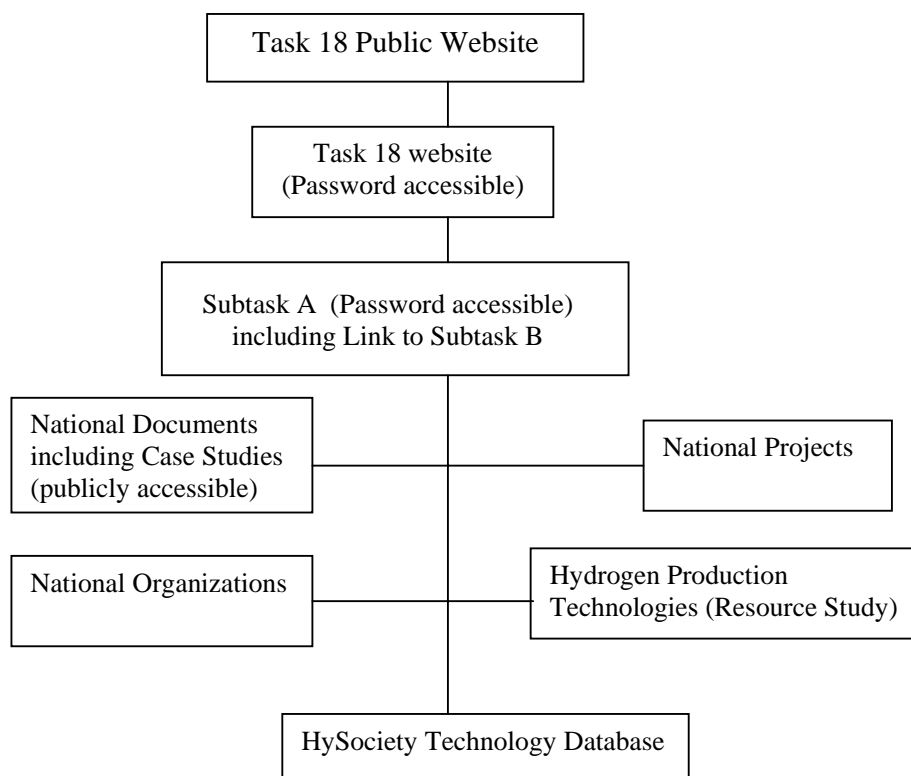 Task 18 Public Website
Task 18 website
(Password accessible)
Subtask A  (Password accessible)
including Link to Subtask B
National Documents
including Case Studies
(publicly accessible)
National Projects
National Organizations
Hydrogen Production
Technologies (Resource Study)
HySociety Technology Database